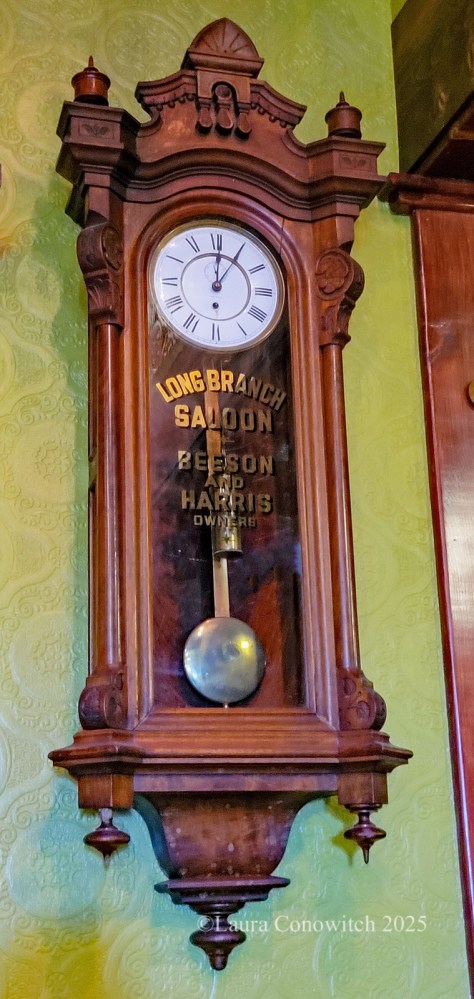 LONG BRANCH
SALOON
BEESON
AND
HARRIS
OWNERS
©Laura Conowitch 2025